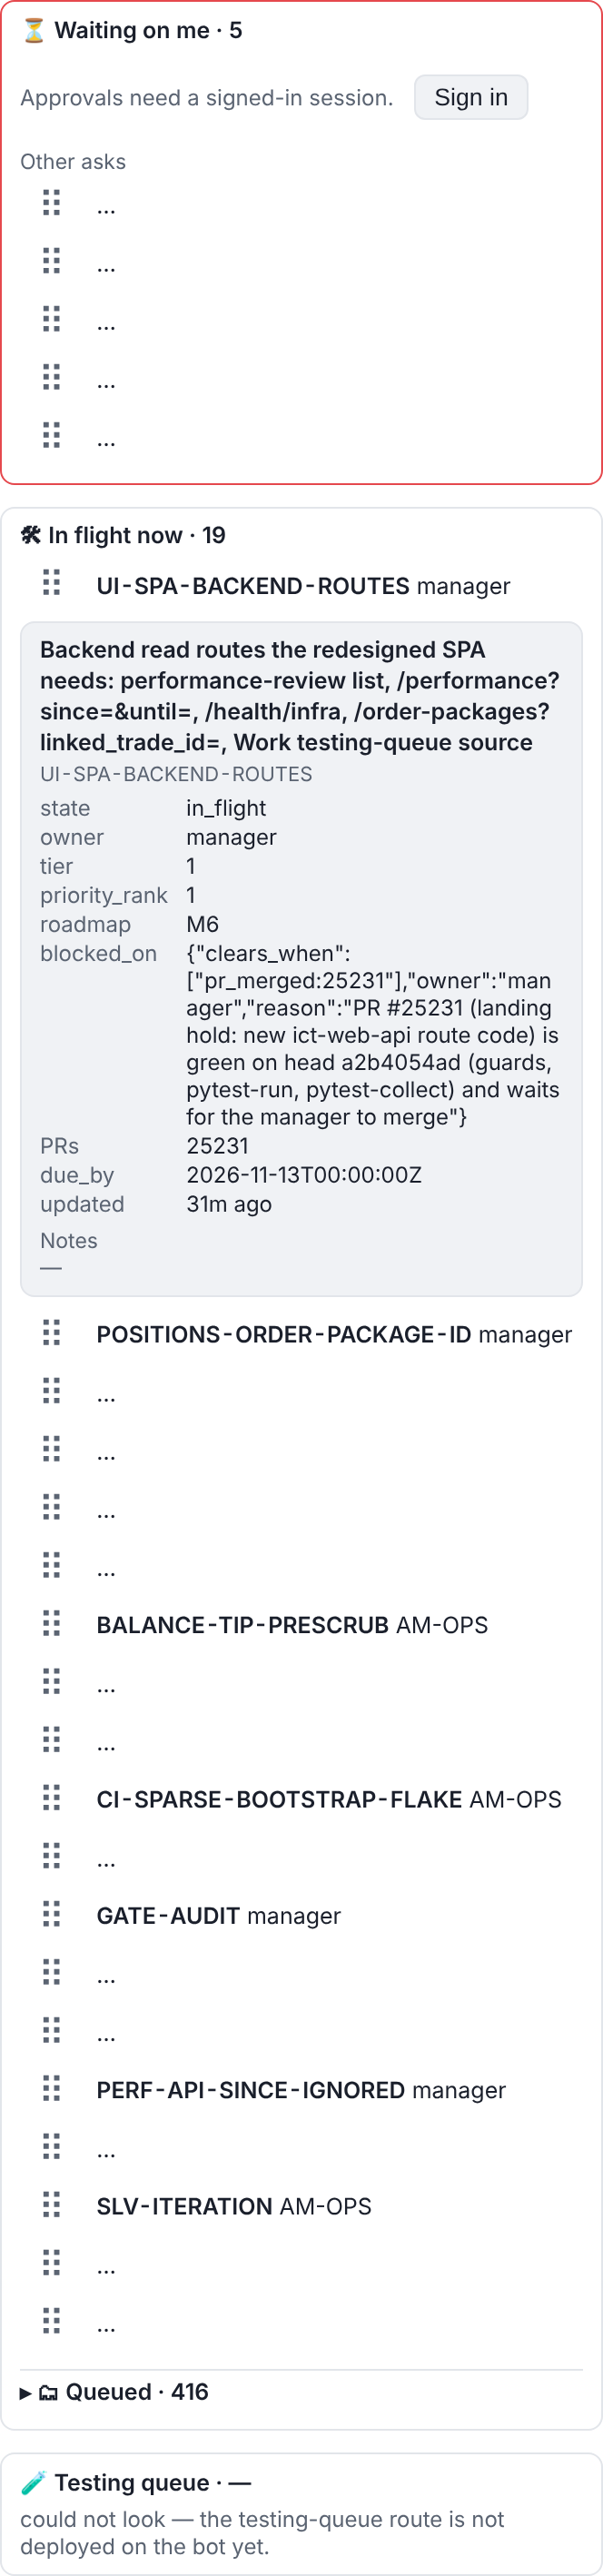 ⏳ Waiting on me · 5
Approvals need a signed-in session. Sign in
Other asks
⠿ ...
⠿ ...
⠿ ...
⠿ ...
⠿ ...
🛠 In flight now · 19
⠿ UI-SPA-BACKEND-ROUTES manager
Backend read routes the redesigned SPA
needs: performance-review list, /performance?
since=&until=, /health/infra, /order-packages?
linked_trade_id=, Work testing-queue source
UI-SPA-BACKEND-ROUTES
state in_flight
owner manager
tier 1
priority_rank 1
roadmap M6
blocked_on {"clears_when":
["pr_merged:25231"],"owner":"man
ager","reason":"PR #25231 (landing
hold: new ict-web-api route code) is
green on head a2b4054ad (guards,
pytest-run, pytest-collect) and waits
for the manager to merge"}
PRs 25231
due_by 2026-11-13T00:00:00Z
updated 31m ago
Notes
—
⠿ POSITIONS-ORDER-PACKAGE-ID manager
⠿ ...
⠿ ...
⠿ ...
⠿ ...
⠿ BALANCE-TIP-PRESCRUB AM-OPS
⠿ ...
⠿ ...
⠿ CI-SPARSE-BOOTSTRAP-FLAKE AM-OPS
⠿ ...
⠿ GATE-AUDIT manager
⠿ ...
⠿ ...
⠿ PERF-API-SINCE-IGNORED manager
⠿ ...
⠿ SLV-ITERATION AM-OPS
⠿ ...
⠿ ...
▸ 🗂 Queued · 416
🧪 Testing queue · —
could not look — the testing-queue route is not
deployed on the bot yet.